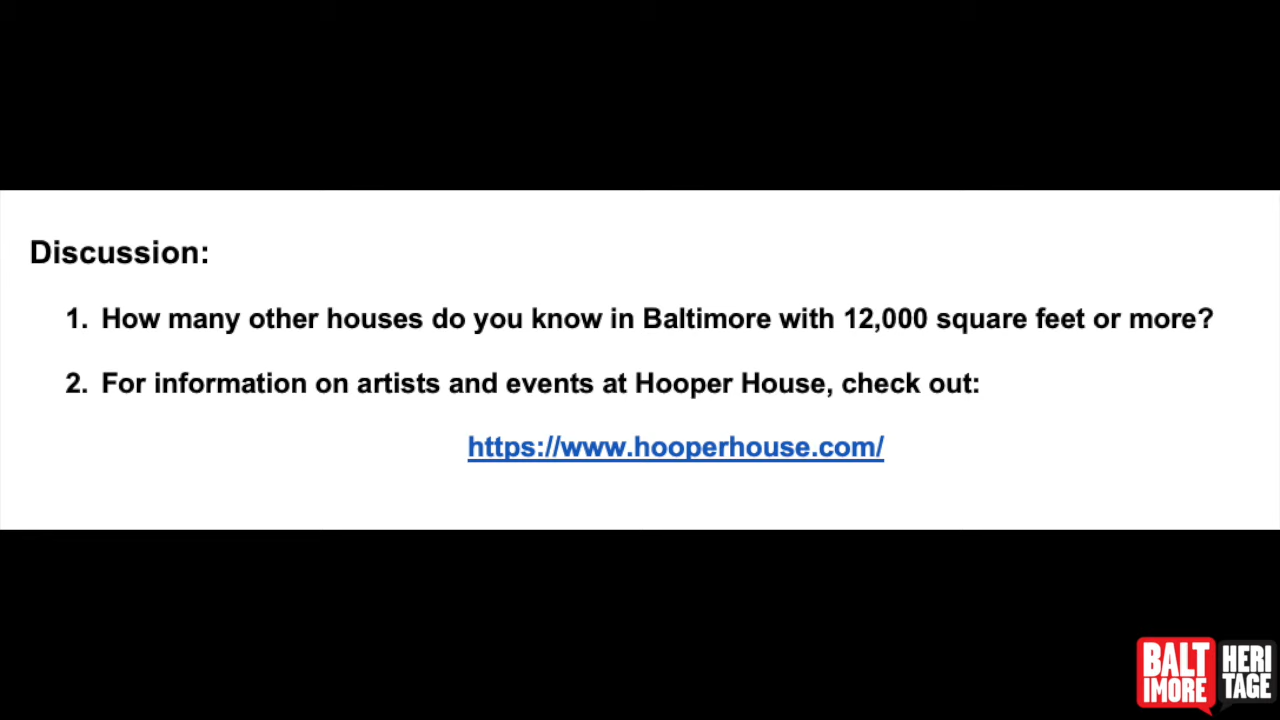 Discussion:
1. How many other houses do you know in Baltimore with 12,000 square feet or more?
2. For information on artists and events at Hooper House, check out:
https://www.hooperhouse.com/
BALT HERI
IMORE TAGE